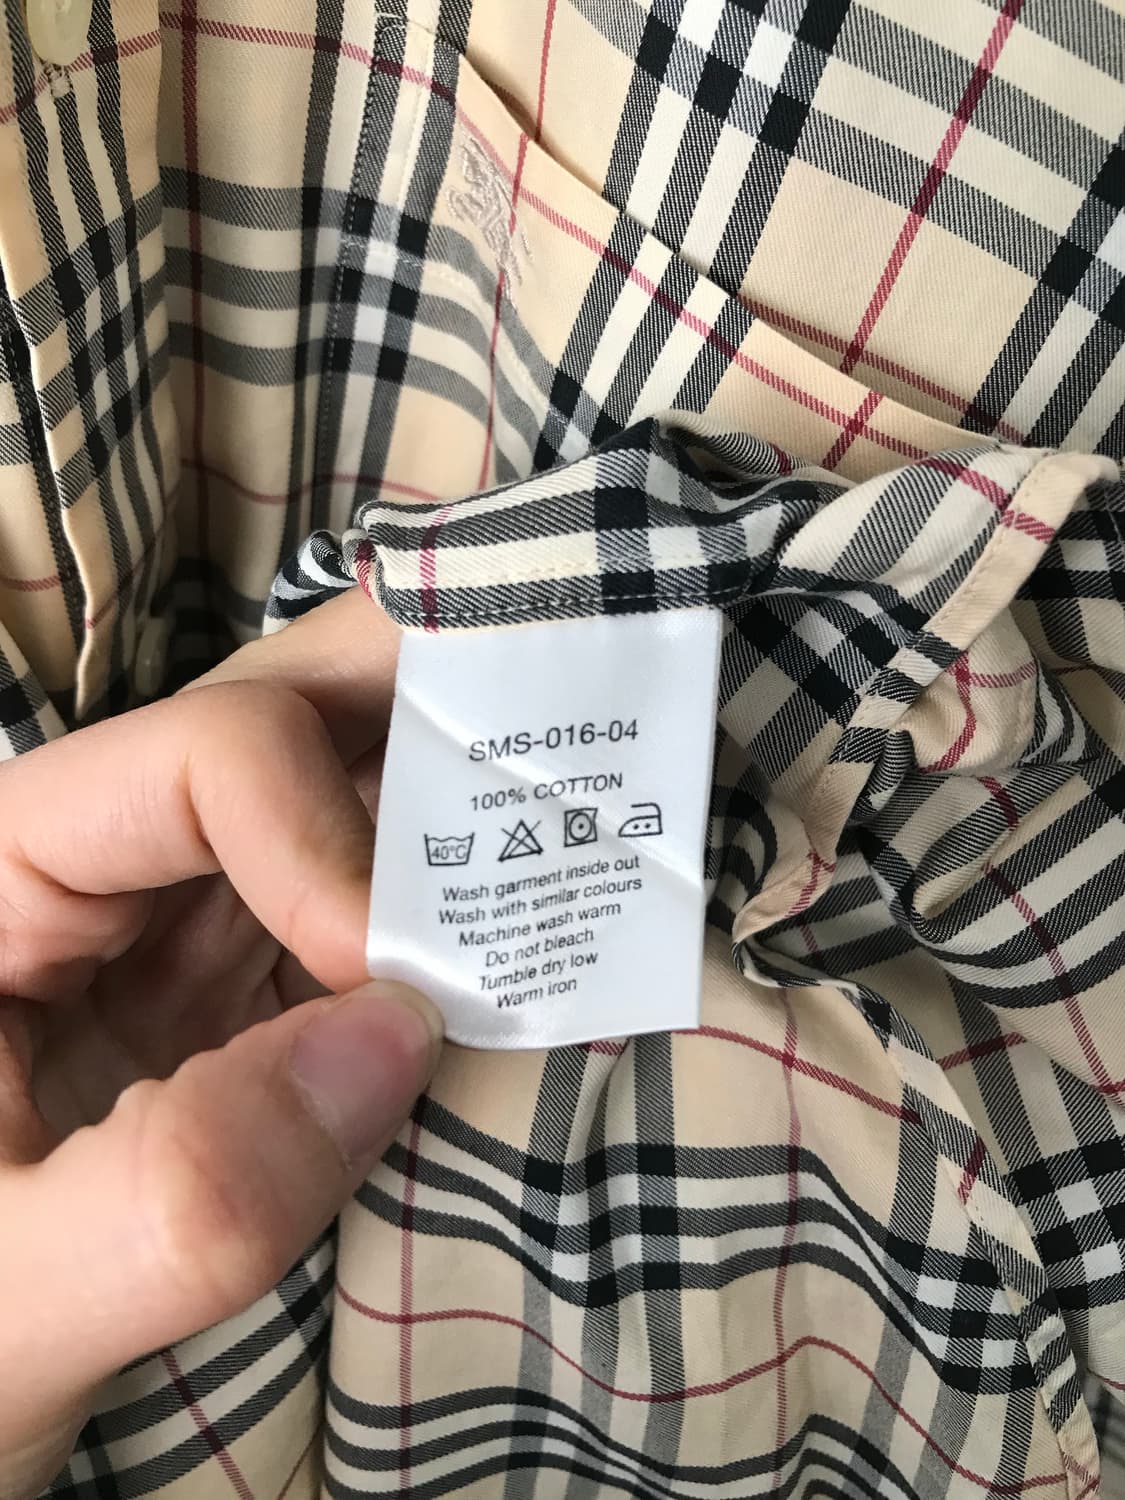 SMS-016-04
100% COTTON
40°C
Wash garment inside out
Wash with similar colours
Machine wash warm
Do not bleach
Tumble dry low
Warm iron